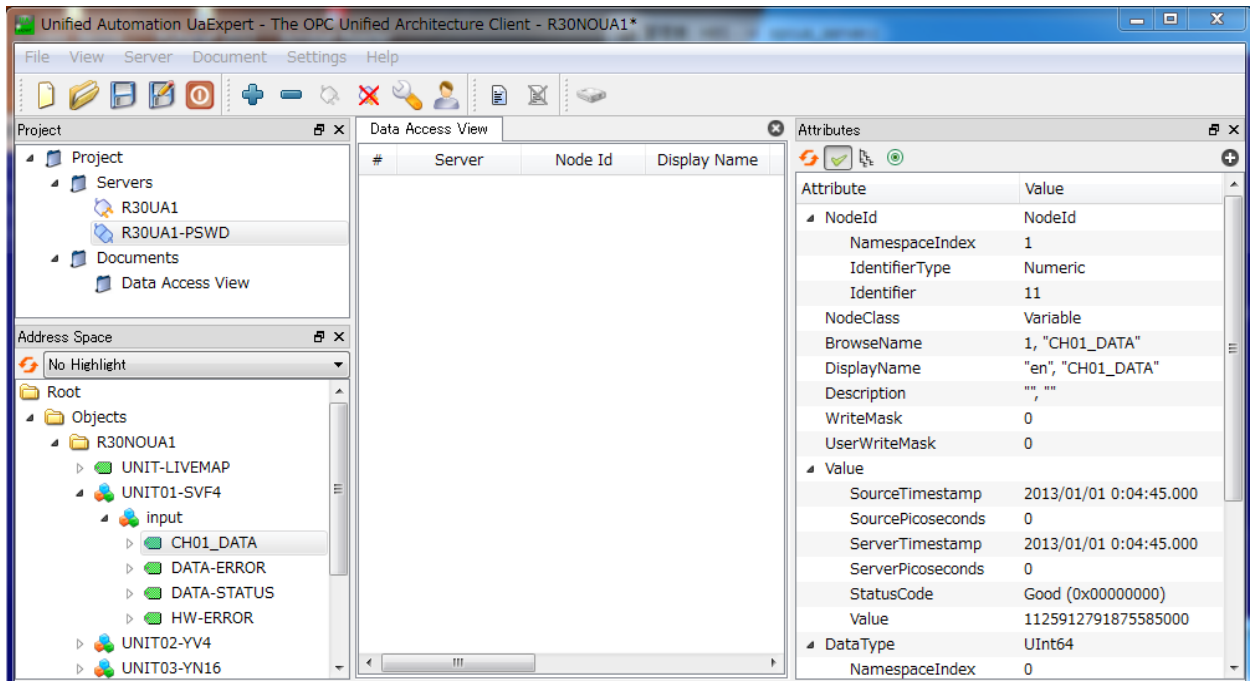 Unified Automation UaExpert - The OPC Unified Architecture Client - R30NOUA1*
File View Server Document Settings Help
Project
Project
Servers
R30UA1
R30UA1-PSWD
Documents
Data Access View
Address Space
No Highlight
Root
Objects
R30NOUA1
UNIT-LIVEMAP
UNIT01-SVF4
input
CH01_DATA
DATA-ERROR
DATA-STATUS
HW-ERROR
UNIT02-YV4
UNIT03-YN16
Data Access View
# Server Node Id Display Name
Attributes
Attribute Value
NodeId NodeId
NamespaceIndex 1
IdentifierType Numeric
Identifier 11
NodeClass Variable
BrowseName 1, "CH01_DATA"
DisplayName "en", "CH01_DATA"
Description "", ""
WriteMask 0
UserWriteMask 0
Value
SourceTimestamp 2013/01/01 0:04:45.000
SourcePicoseconds 0
ServerTimestamp 2013/01/01 0:04:45.000
ServerPicoseconds 0
StatusCode Good (0x00000000)
Value 1125912791875585000
DataType UInt64
NamespaceIndex 0